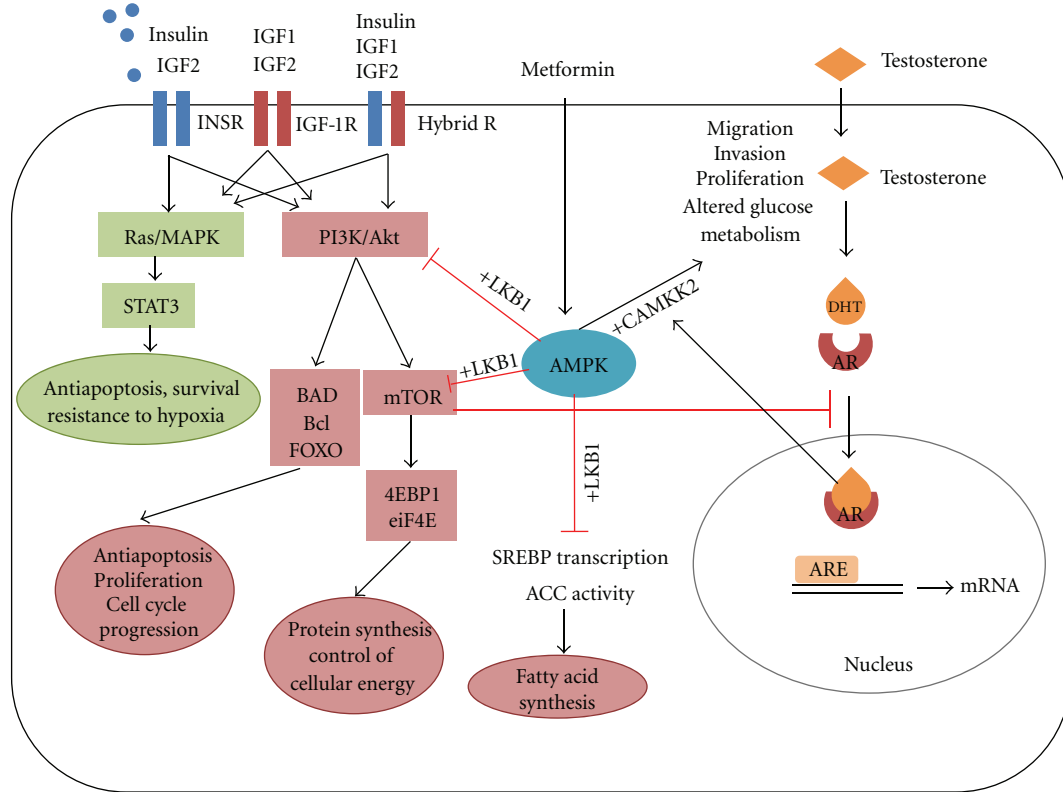 Insulin
IGF2
IGF1
IGF2
Insulin
IGF1
IGF2
Metformin
Testosterone
INSR
IGF-1R
Hybrid R
Migration
Invasion
Proliferation
Altered glucose
metabolism
Testosterone
Ras/MAPK
PI3K/Akt
+LKB1
+CAMKK2
DHT
AR
STAT3
+LKB1
AMPK
Antiapoptosis, survival
resistance to hypoxia
BAD
Bcl
FOXO
mTOR
+LKB1
4EBP1
eiF4E
AR
SREBP transcription
ACC activity
ARE
mRNA
Antiapoptosis
Proliferation
Cell cycle
progression
Protein synthesis
control of
cellular energy
Fatty acid
synthesis
Nucleus